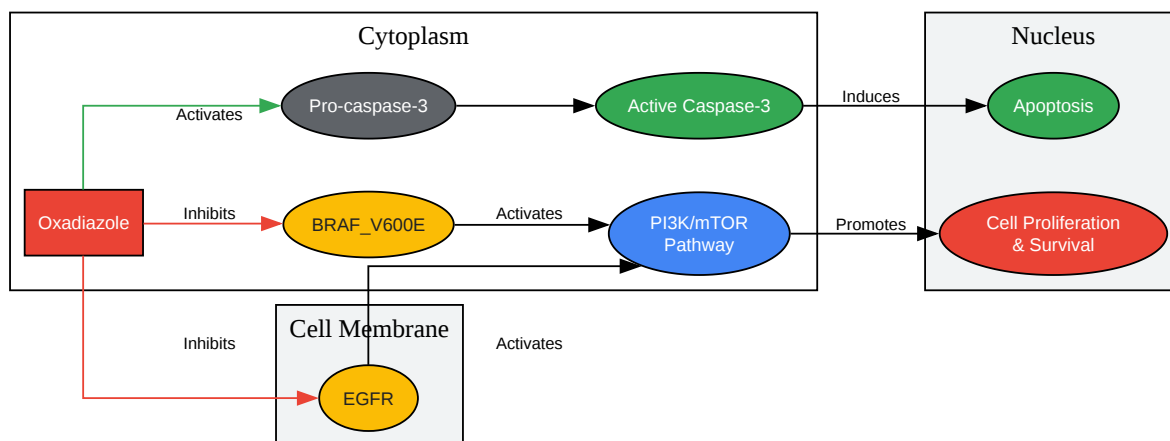 Cytoplasm
Nucleus
Activates
Pro-caspase-3
Active Caspase-3
Induces
Apoptosis
Oxadiazole
Inhibits
BRAF_V600E
Activates
PI3K/mTOR
Pathway
Promotes
Cell Proliferation
& Survival
Cell Membrane
Inhibits
Activates
EGFR